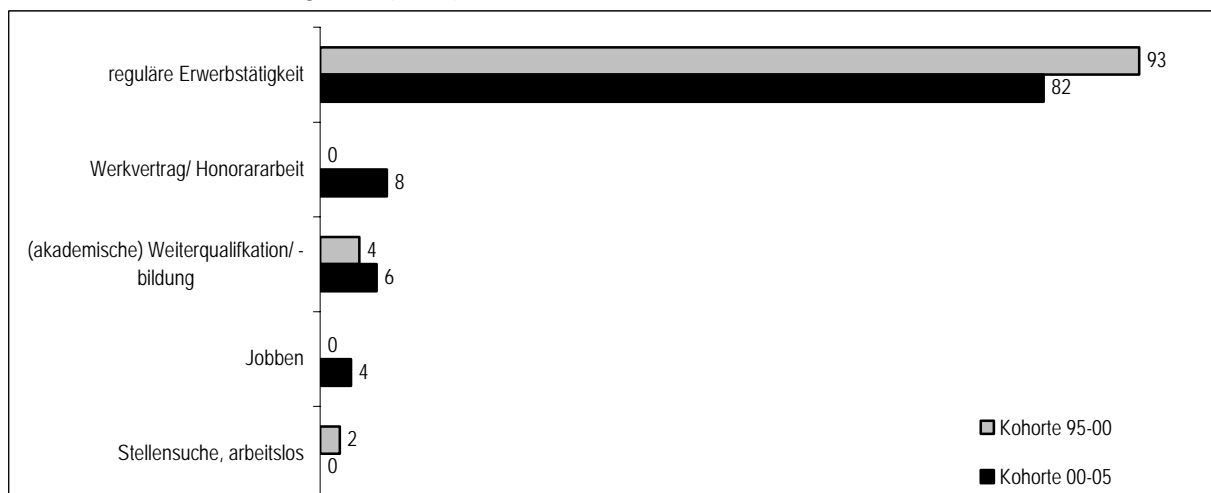 reguläre Erwerbstätigkeit
93
82
Werkvertrag/ Honorararbeit
0
8
(akademische) Weiterqualifkation/ -
bildung
4
6
Jobben
0
4
Stellensuche, arbeitslos
2
0
Kohorte 95-00
Kohorte 00-05